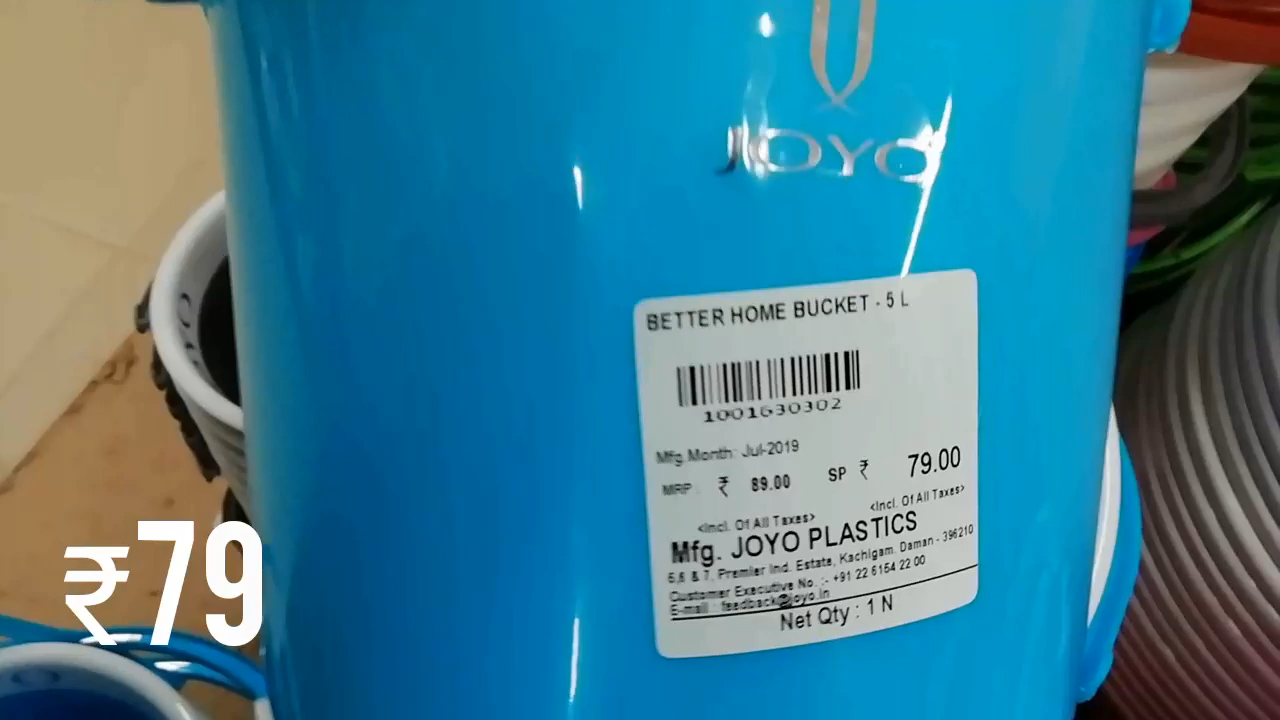 JOYO
BETTER HOME BUCKET - 5 L
1001630302
Mfg.Month: Jul-2019
MRP ₹ 89.00 SP ₹ 79.00
<Incl. Of All Taxes> <Incl. Of All Taxes>
Mfg. JOYO PLASTICS
5,6 & 7, Premier Ind. Estate, Kachigam. Daman - 396210
Customer Executive No. :- +91 22 6154 22 00
E-mail : feedback@joyo.in
Net Qty : 1 N
₹79